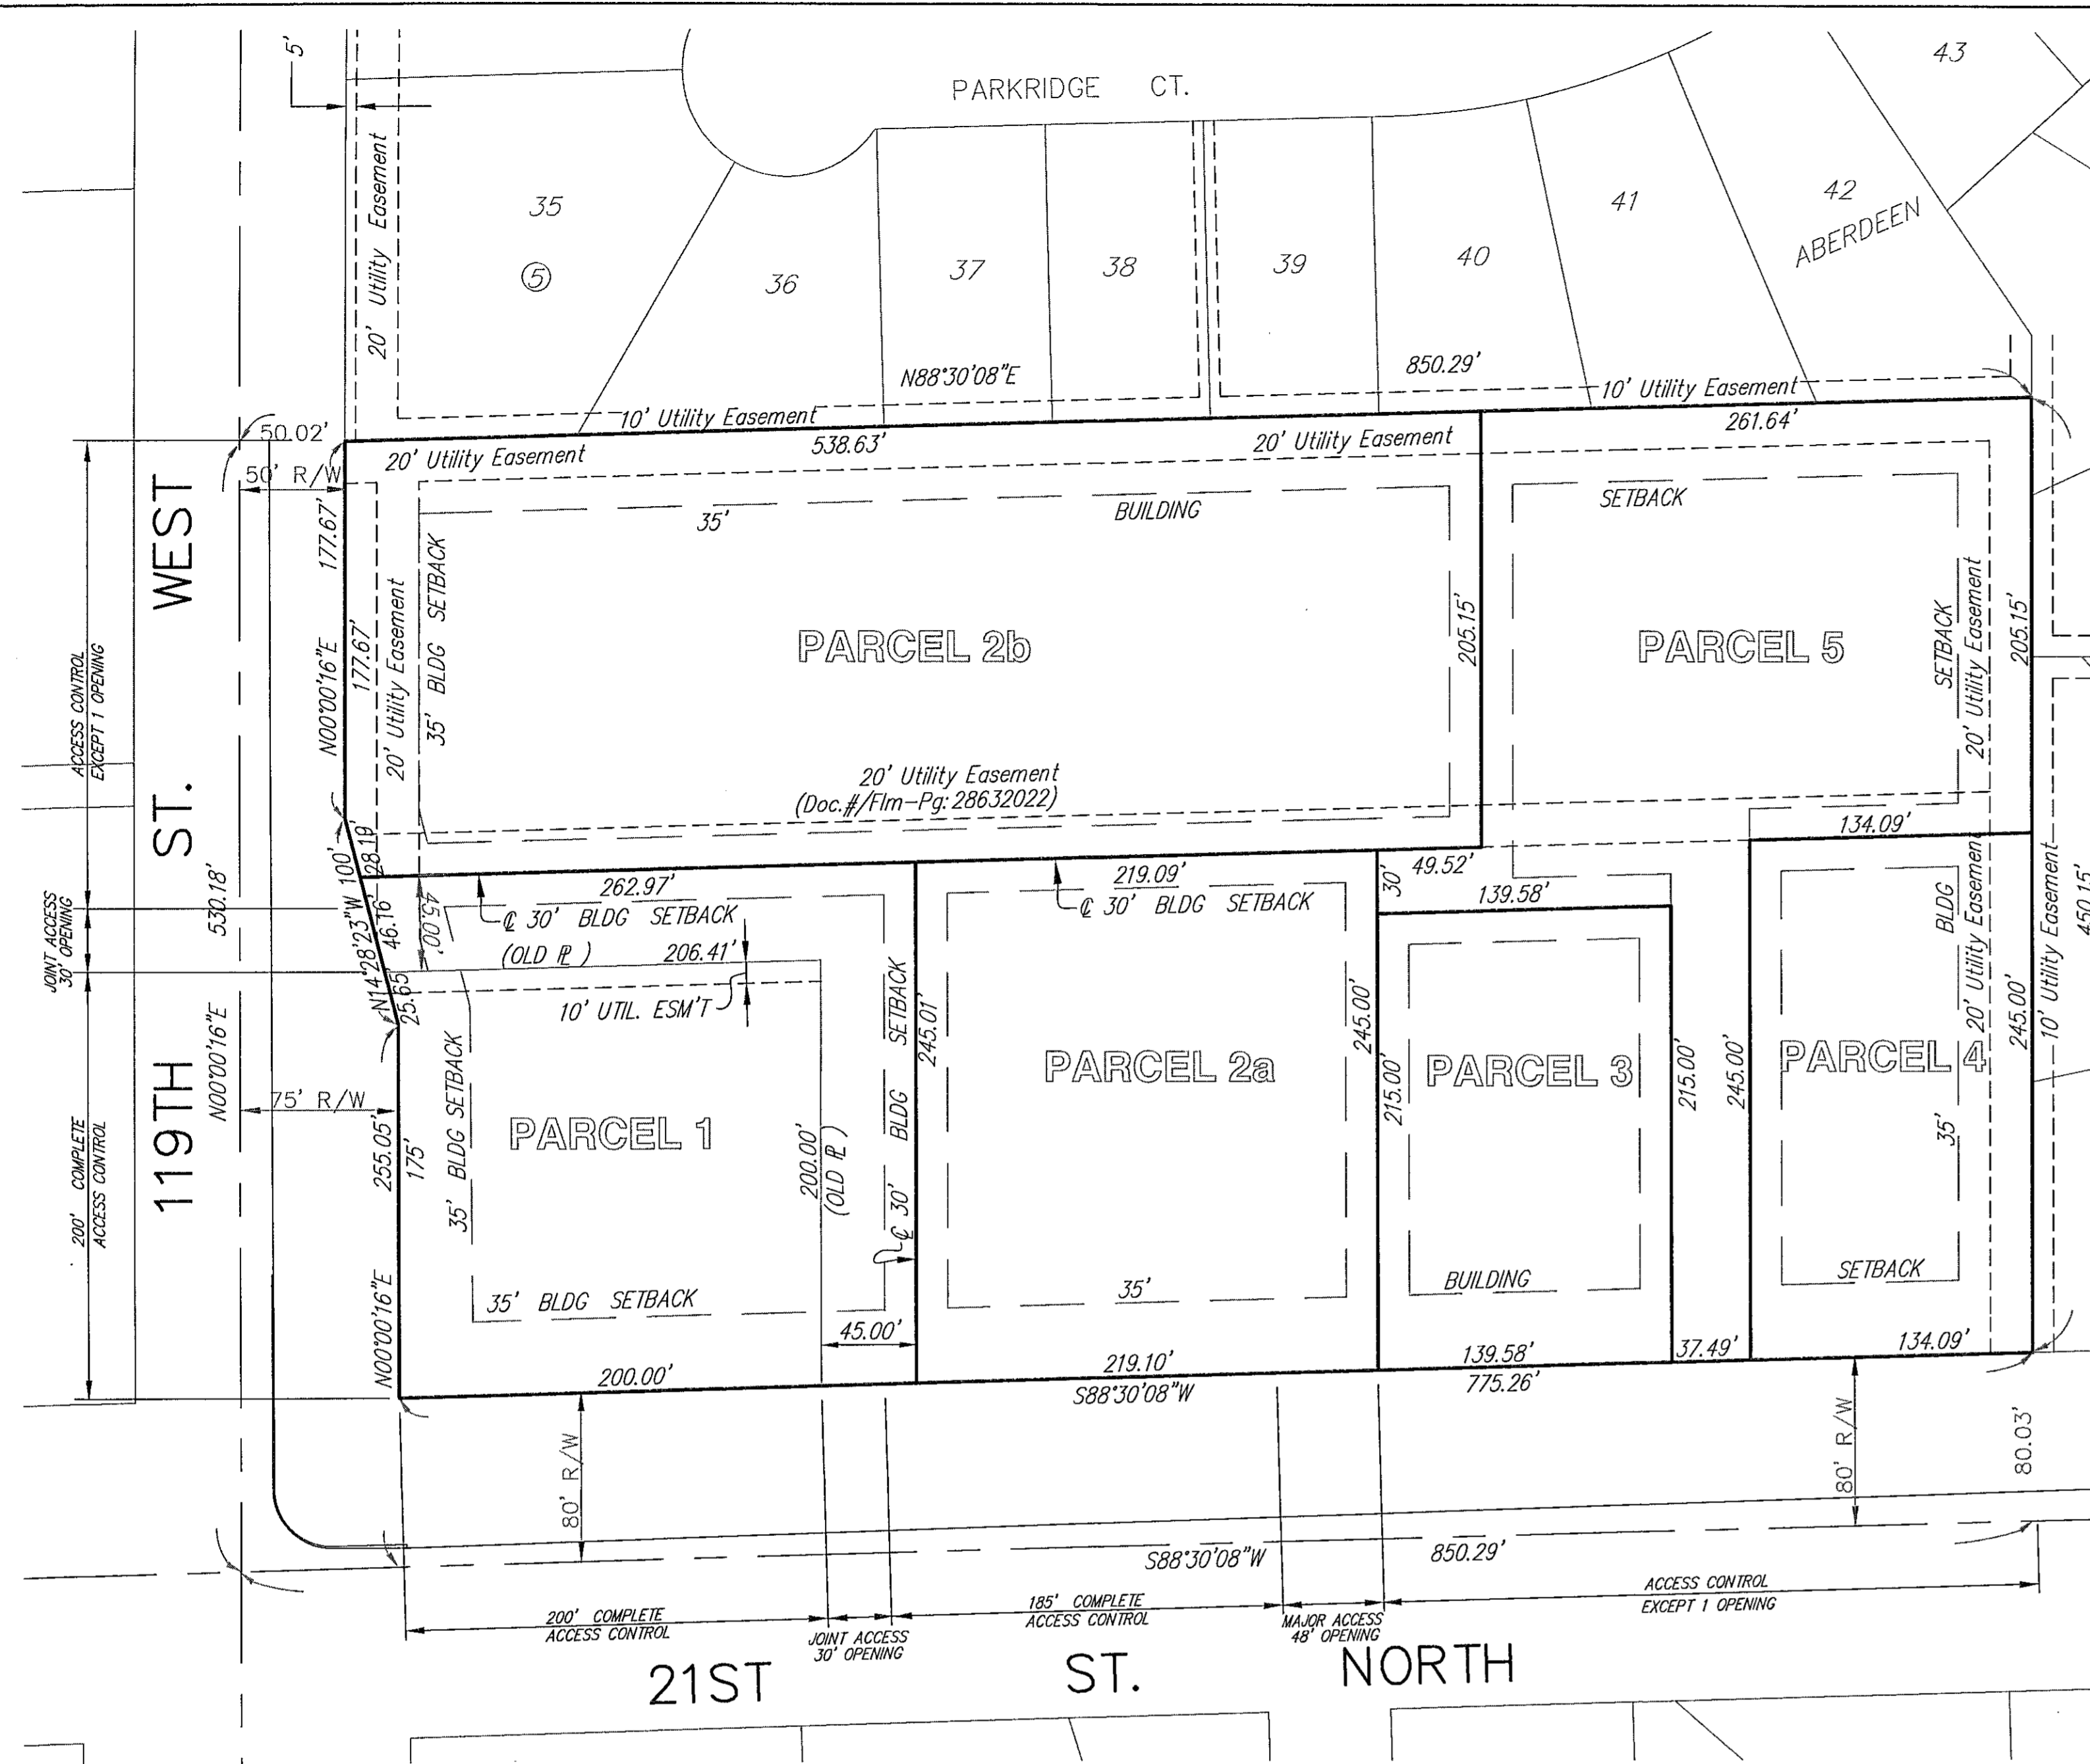 5'
PARKRIDGE CT.
43
20' Utility Easement
35
5
36
37
38
39
40
41
42
ABERDEEN
N88°30'08"E
850.29'
10' Utility Easement
10' Utility Easement
50.02'
538.63'
261.64'
20' Utility Easement
20' Utility Easement
50' R/W
35'
BUILDING
SETBACK
119TH ST. WEST
ACCESS CONTROL
EXCEPT 1 OPENING
177.67'
N00°00'16"E
177.67'
20' Utility Easement
35' BLDG SETBACK
PARCEL 2b
205.15'
PARCEL 5
SETBACK
20' Utility Easement
205.15'
20' Utility Easement
(Doc.#/Flm-Pg: 28632022)
134.09'
100'
28.19'
262.97'
219.09'
30'
49.52'
139.58'
℄ 30' BLDG SETBACK
℄ 30' BLDG SETBACK
45.00'
46.16'
N14°28'23"W
25.65'
(OLD ⅊)
206.41'
10' UTIL. ESM'T
JOINT ACCESS
30' OPENING
530.18'
N00°00'16"E
75' R/W
200' COMPLETE
ACCESS CONTROL
255.05'
175'
N00°00'16"E
35' BLDG SETBACK
PARCEL 1
200.00'
(OLD ⅊)
℄ 30' BLDG SETBACK
245.01'
PARCEL 2a
245.00'
215.00'
PARCEL 3
215.00'
245.00'
PARCEL 4
BLDG
35'
20' Utility Easement
245.00'
10' Utility Easement
450.15'
35' BLDG SETBACK
35'
BUILDING
SETBACK
45.00'
200.00'
219.10'
139.58'
37.49'
134.09'
S88°30'08"W
775.26'
80' R/W
80' R/W
80.03'
S88°30'08"W
850.29'
200' COMPLETE
ACCESS CONTROL
JOINT ACCESS
30' OPENING
185' COMPLETE
ACCESS CONTROL
MAJOR ACCESS
48' OPENING
ACCESS CONTROL
EXCEPT 1 OPENING
21ST ST. NORTH